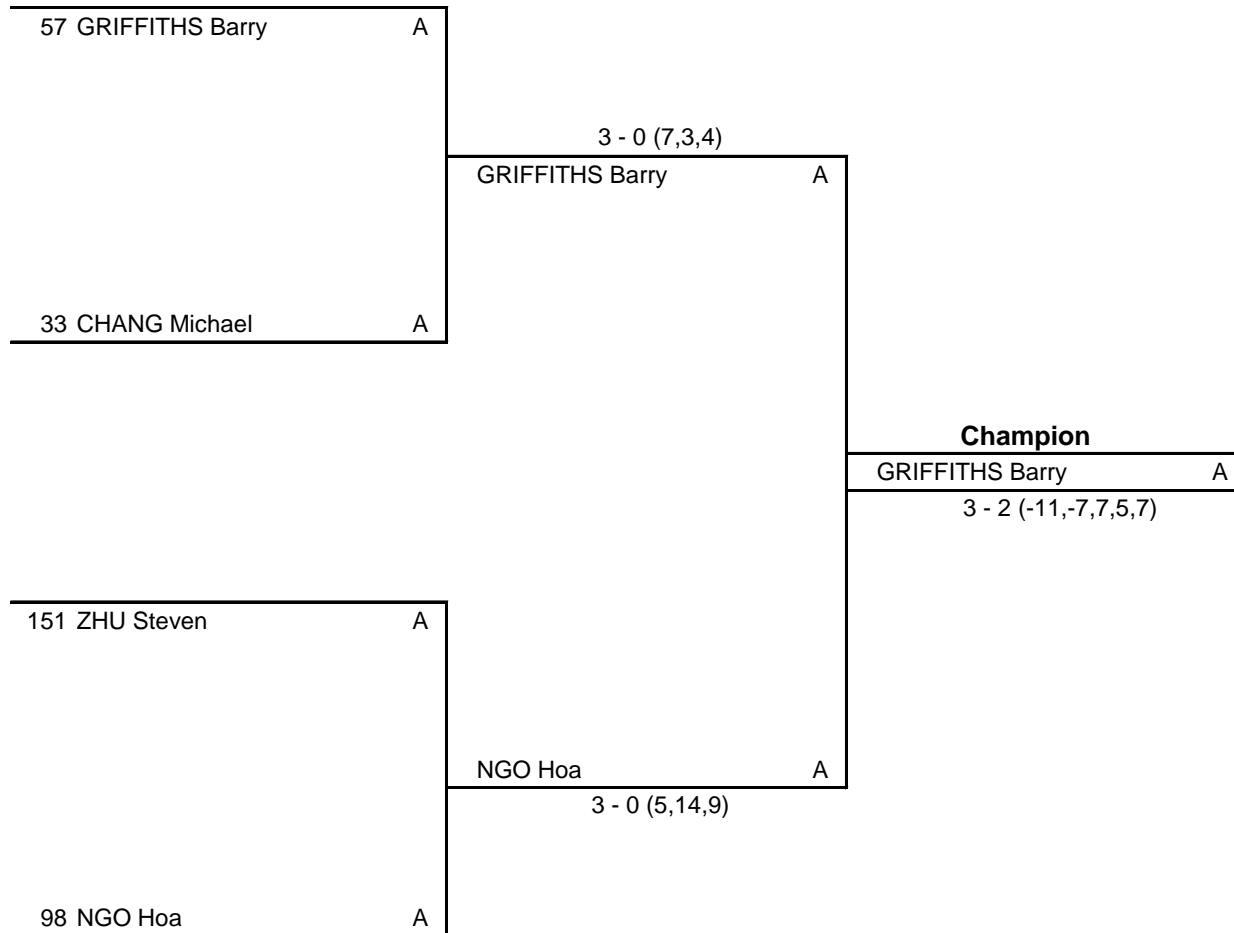 57 GRIFFITHS Barry A
3 - 0 (7,3,4)
GRIFFITHS Barry A
33 CHANG Michael A
Champion
GRIFFITHS Barry A
3 - 2 (-11,-7,7,5,7)
151 ZHU Steven A
NGO Hoa A
3 - 0 (5,14,9)
98 NGO Hoa A